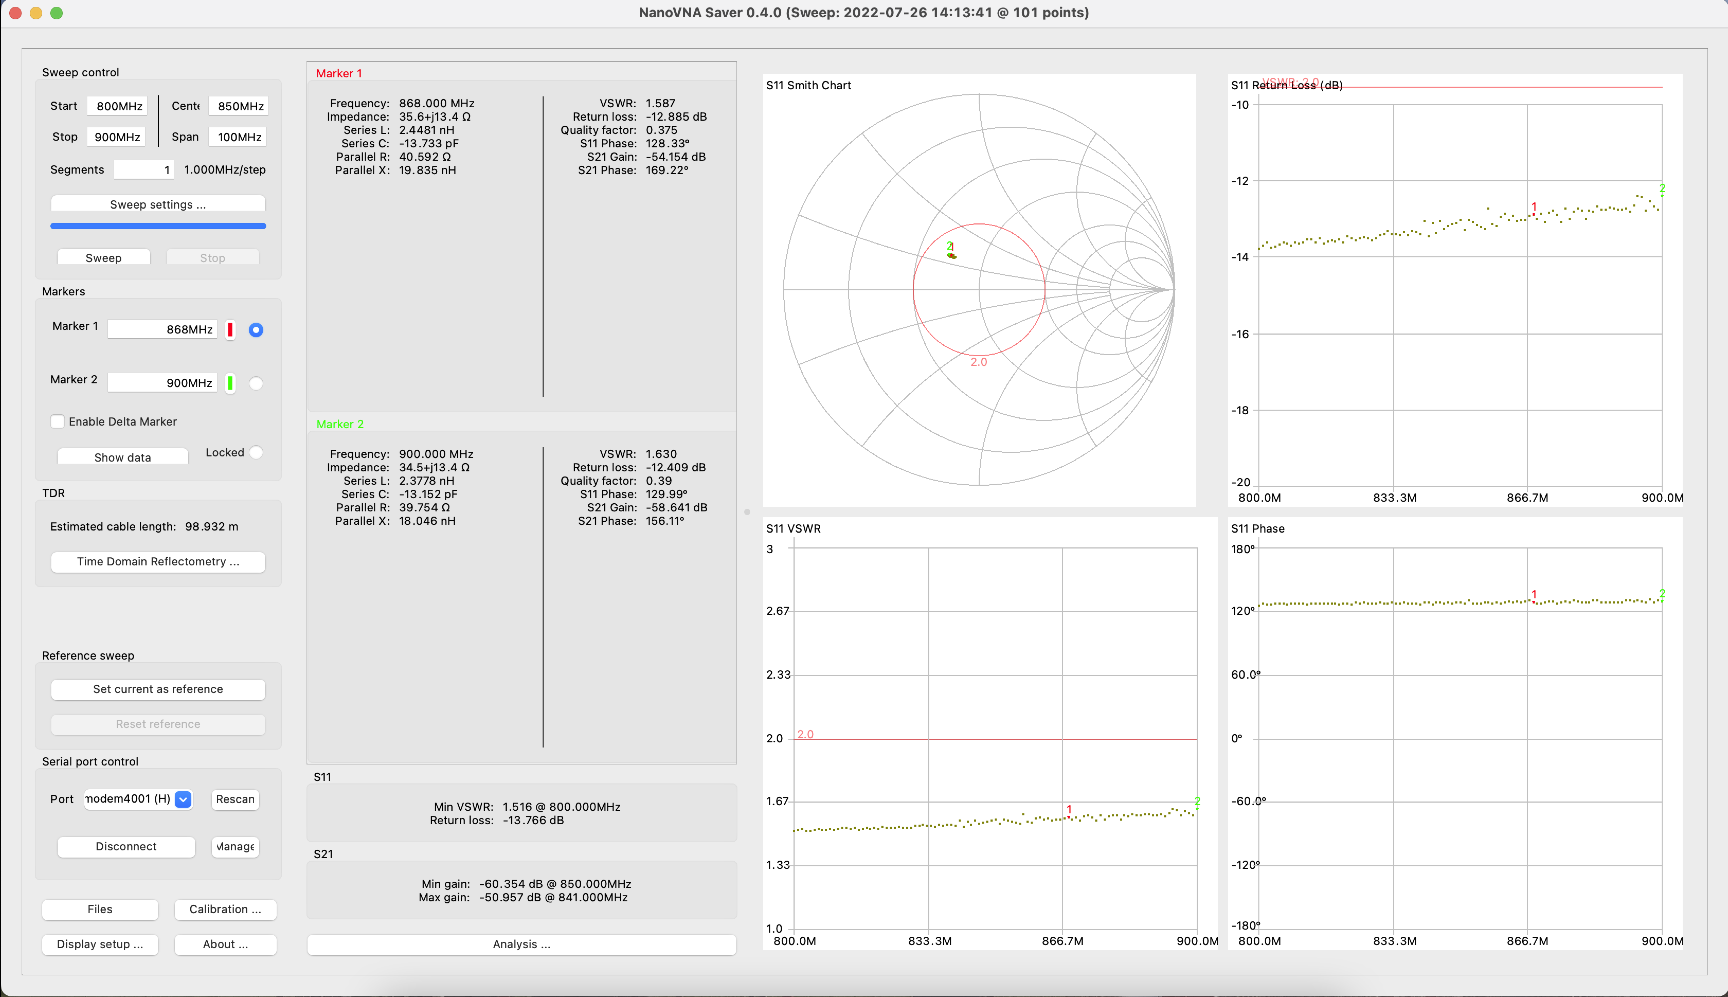 NanoVNA Saver 0.4.0 (Sweep: 2022-07-26 14:13:41 @ 101 points)
Sweep control
Start 800MHz
Cente 850MHz
Stop 900MHz
Span 100MHz
Segments 1 1.000MHz/step
Sweep settings ...
Sweep
Stop
Markers
Marker 1 868MHz
Marker 2 900MHz
Enable Delta Marker
Show data
Locked
TDR
Estimated cable length: 98.932 m
Time Domain Reflectometry ...
Reference sweep
Set current as reference
Reset reference
Serial port control
Port modem4001 (H)
Rescan
Disconnect
Manage
Files
Calibration ...
Display setup ...
About ...
Marker 1
Frequency: 868.000 MHz
Impedance: 35.6+j13.4 Ω
Series L: 2.4481 nH
Series C: -13.733 pF
Parallel R: 40.592 Ω
Parallel X: 19.835 nH
VSWR: 1.587
Return loss: -12.885 dB
Quality factor: 0.375
S11 Phase: 128.33°
S21 Gain: -54.154 dB
S21 Phase: 169.22°
Marker 2
Frequency: 900.000 MHz
Impedance: 34.5+j13.4 Ω
Series L: 2.3778 nH
Series C: -13.152 pF
Parallel R: 39.754 Ω
Parallel X: 18.046 nH
VSWR: 1.630
Return loss: -12.409 dB
Quality factor: 0.39
S11 Phase: 129.99°
S21 Gain: -58.641 dB
S21 Phase: 156.11°
S11
Min VSWR: 1.516 @ 800.000MHz
Return loss: -13.766 dB
S21
Min gain: -60.354 dB @ 850.000MHz
Max gain: -50.957 dB @ 841.000MHz
Analysis ...
S11 Smith Chart
2
1
2.0
S11 Return Loss (dB)
VSWR: 2.0
-10
-12
-14
-16
-18
-20
1
2
800.0M
833.3M
866.7M
900.0M
S11 VSWR
3
2.67
2.33
2.0
2.0
1.67
1.33
1.0
1
2
800.0M
833.3M
866.7M
900.0M
S11 Phase
180°
120°
60.0°
0°
-60.0°
-120°
-180°
1
2
800.0M
833.3M
866.7M
900.0M